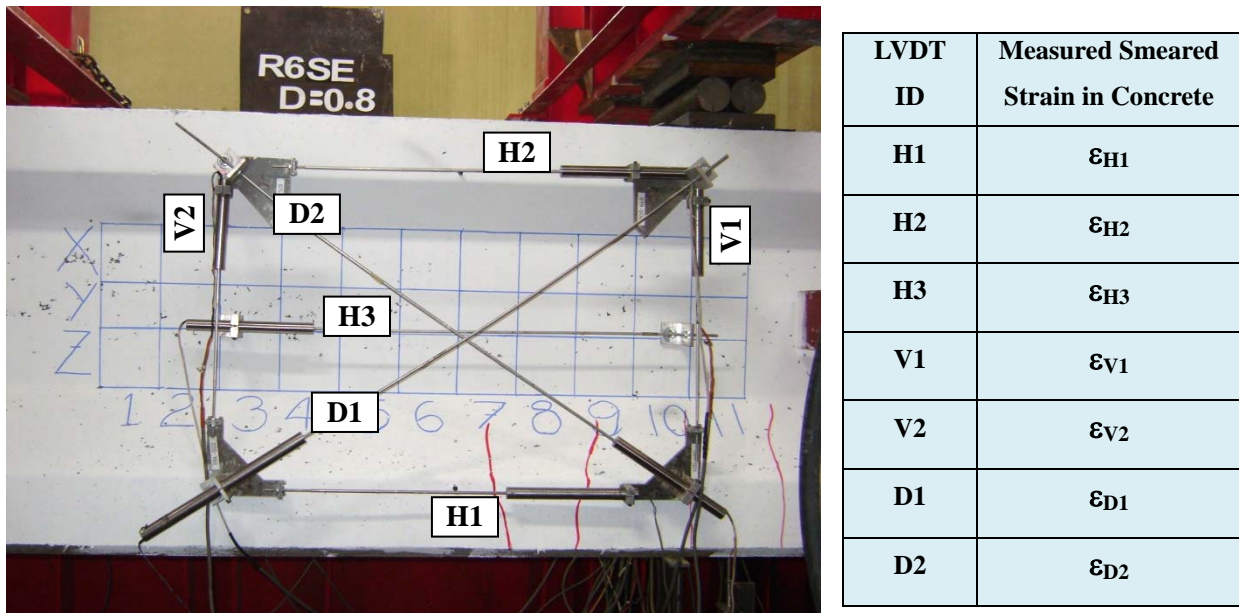 R6SE
D=0.8
H2
V2
D2
V1
X
Y
H3
Z
D1
1 2 3 4 5 6 7 8 9 10 11
H1
LVDT
ID
Measured Smeared
Strain in Concrete
H1 εH1
H2 εH2
H3 εH3
V1 εV1
V2 εV2
D1 εD1
D2 εD2